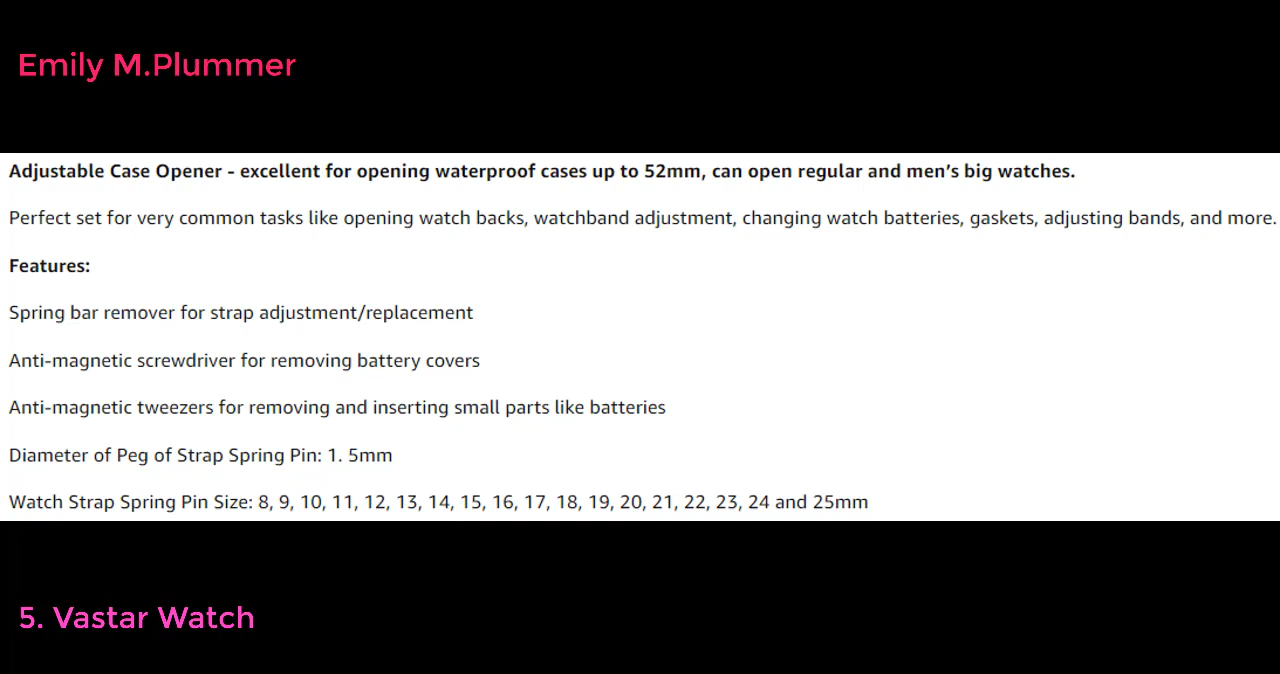 Emily M.Plummer
Adjustable Case Opener - excellent for opening waterproof cases up to 52mm, can open regular and men’s big watches.
Perfect set for very common tasks like opening watch backs, watchband adjustment, changing watch batteries, gaskets, adjusting bands, and more.
Features:
Spring bar remover for strap adjustment/replacement
Anti-magnetic screwdriver for removing battery covers
Anti-magnetic tweezers for removing and inserting small parts like batteries
Diameter of Peg of Strap Spring Pin: 1. 5mm
Watch Strap Spring Pin Size: 8, 9, 10, 11, 12, 13, 14, 15, 16, 17, 18, 19, 20, 21, 22, 23, 24 and 25mm
5. Vastar Watch